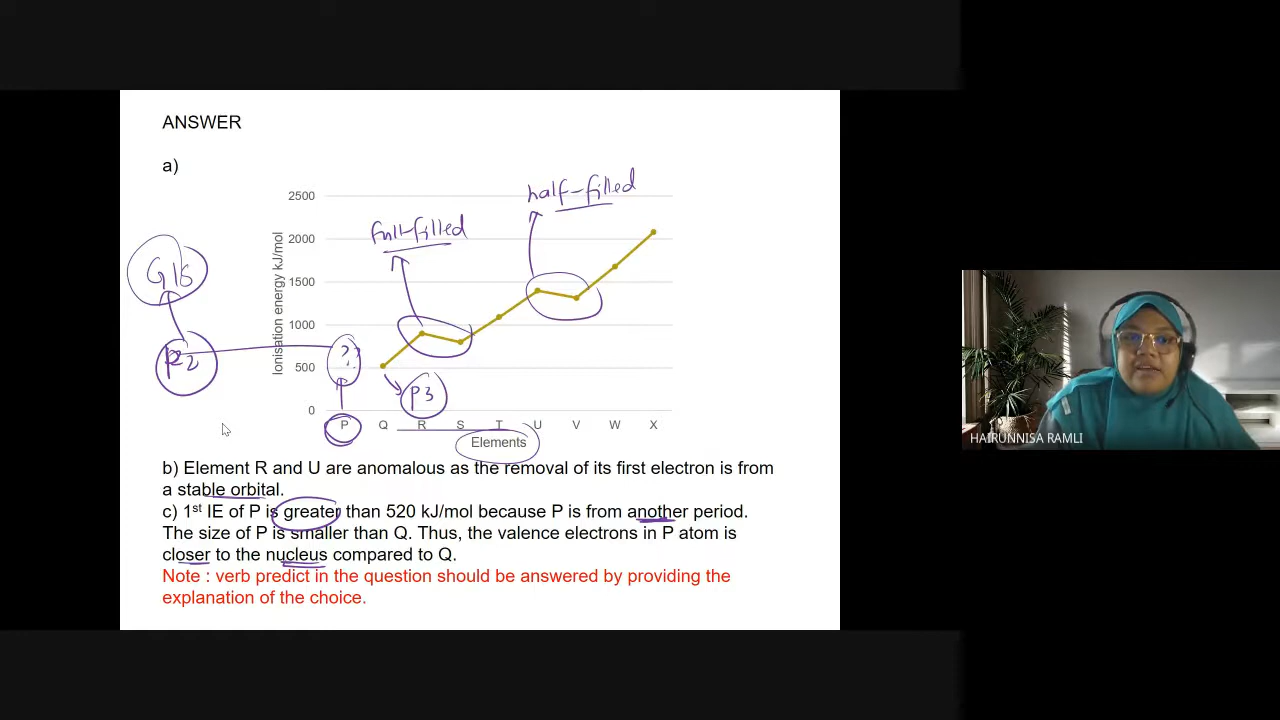 ANSWER
a)
half-filled
full-filled
2500
2000
1500
1000
500
0
Ionisation energy kJ/mol
G18
P2
??
P3
P Q R S T U V W X
Elements
b) Element R and U are anomalous as the removal of its first electron is from
a stable orbital.
c) 1st IE of P is greater than 520 kJ/mol because P is from another period.
The size of P is smaller than Q. Thus, the valence electrons in P atom is
closer to the nucleus compared to Q.
Note : verb predict in the question should be answered by providing the
explanation of the choice.
HAIRUNNISA RAMLI